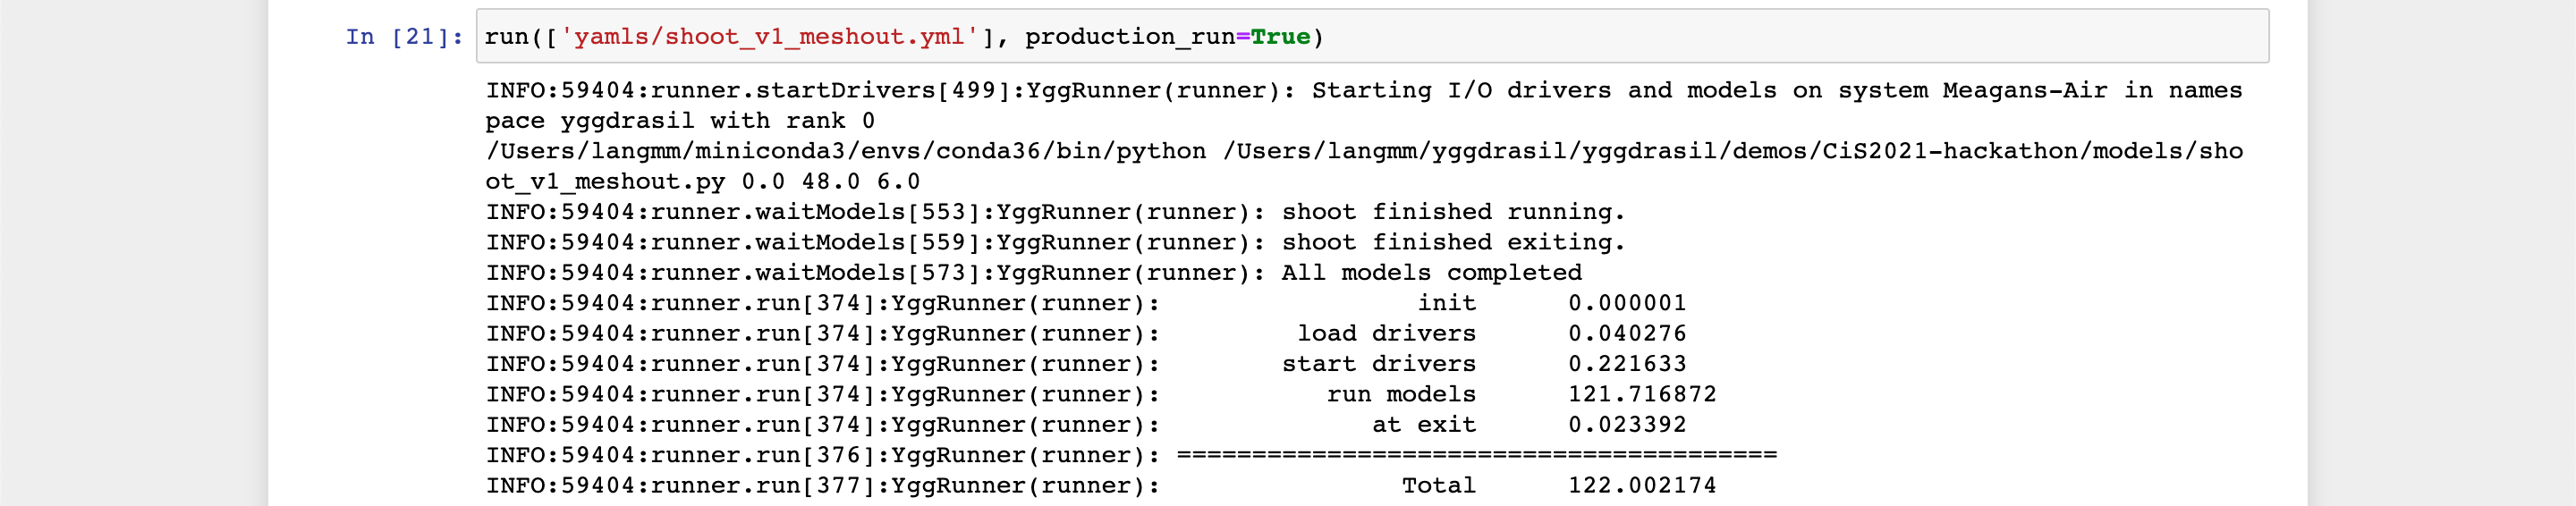 In [21]: run(['yamls/shoot_v1_meshout.yml'], production_run=True)
INFO:59404:runner.startDrivers[499]:YggRunner(runner): Starting I/O drivers and models on system Meagans-Air in names
pace yggdrasil with rank 0
/Users/langmm/miniconda3/envs/conda36/bin/python /Users/langmm/yggdrasil/yggdrasil/demos/CiS2021-hackathon/models/sho
ot_v1_meshout.py 0.0 48.0 6.0
INFO:59404:runner.waitModels[553]:YggRunner(runner): shoot finished running.
INFO:59404:runner.waitModels[559]:YggRunner(runner): shoot finished exiting.
INFO:59404:runner.waitModels[573]:YggRunner(runner): All models completed
INFO:59404:runner.run[374]:YggRunner(runner):                 init      0.000001
INFO:59404:runner.run[374]:YggRunner(runner):         load drivers      0.040276
INFO:59404:runner.run[374]:YggRunner(runner):        start drivers      0.221633
INFO:59404:runner.run[374]:YggRunner(runner):           run models      121.716872
INFO:59404:runner.run[374]:YggRunner(runner):              at exit      0.023392
INFO:59404:runner.run[376]:YggRunner(runner): ========================================
INFO:59404:runner.run[377]:YggRunner(runner):                Total      122.002174